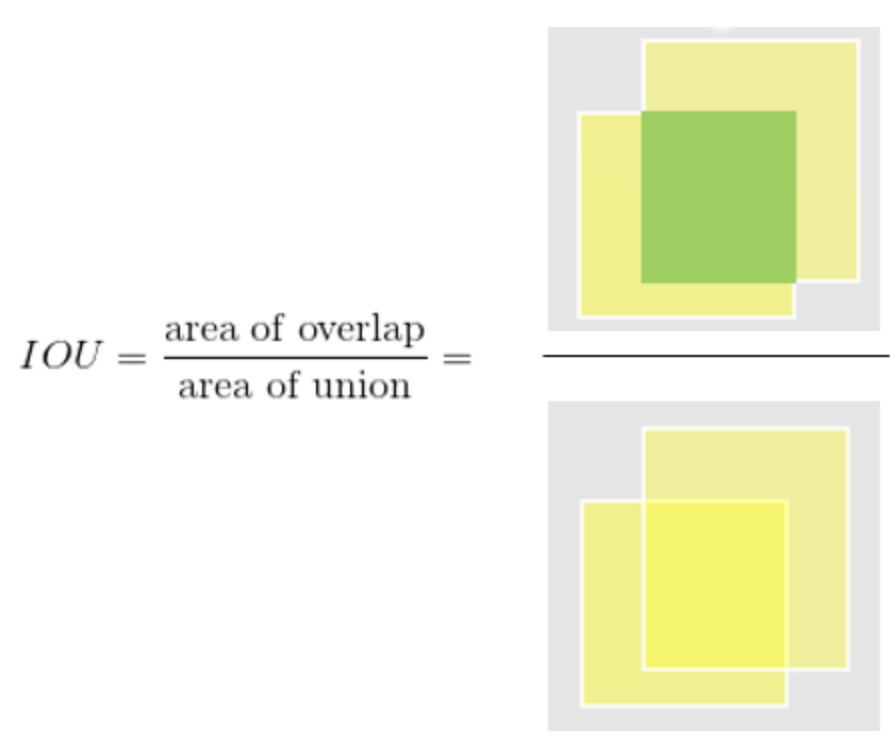 IOU = area of overlap / area of union =